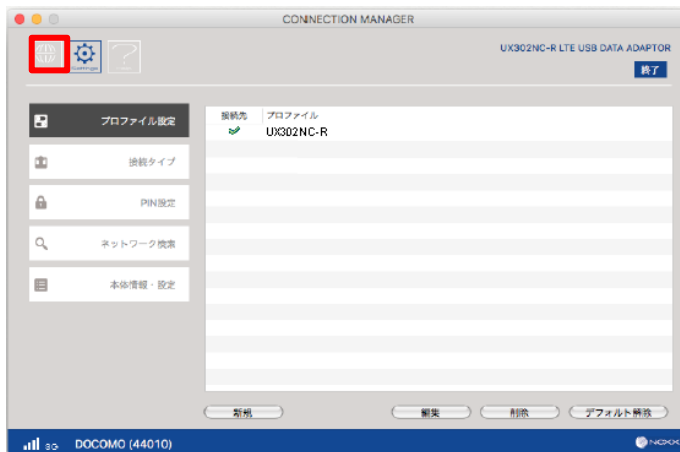 CONNECTION MANAGER
UX302NC-R LTE USB DATA ADAPTOR
Settings
終了
プロファイル設定
接続タイプ
PIN設定
ネットワーク検索
本体情報・設定
接続先 プロファイル
UX302NC-R
新規 編集 削除 デフォルト解除
3G DOCOMO (44010)